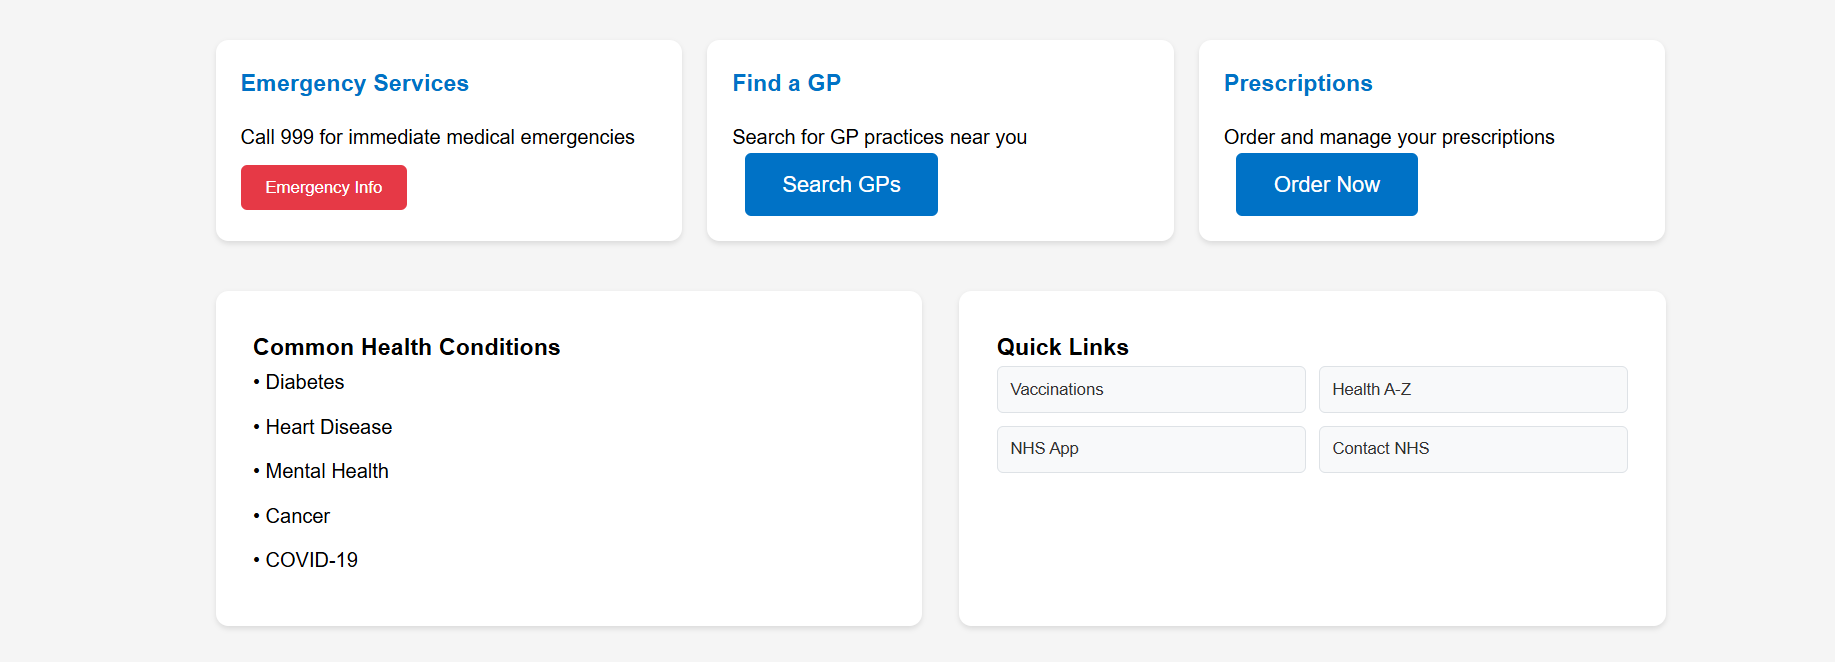 Emergency Services
Call 999 for immediate medical emergencies
Emergency Info
Find a GP
Search for GP practices near you
Search GPs
Prescriptions
Order and manage your prescriptions
Order Now
Common Health Conditions
• Diabetes
• Heart Disease
• Mental Health
• Cancer
• COVID-19
Quick Links
Vaccinations
Health A-Z
NHS App
Contact NHS